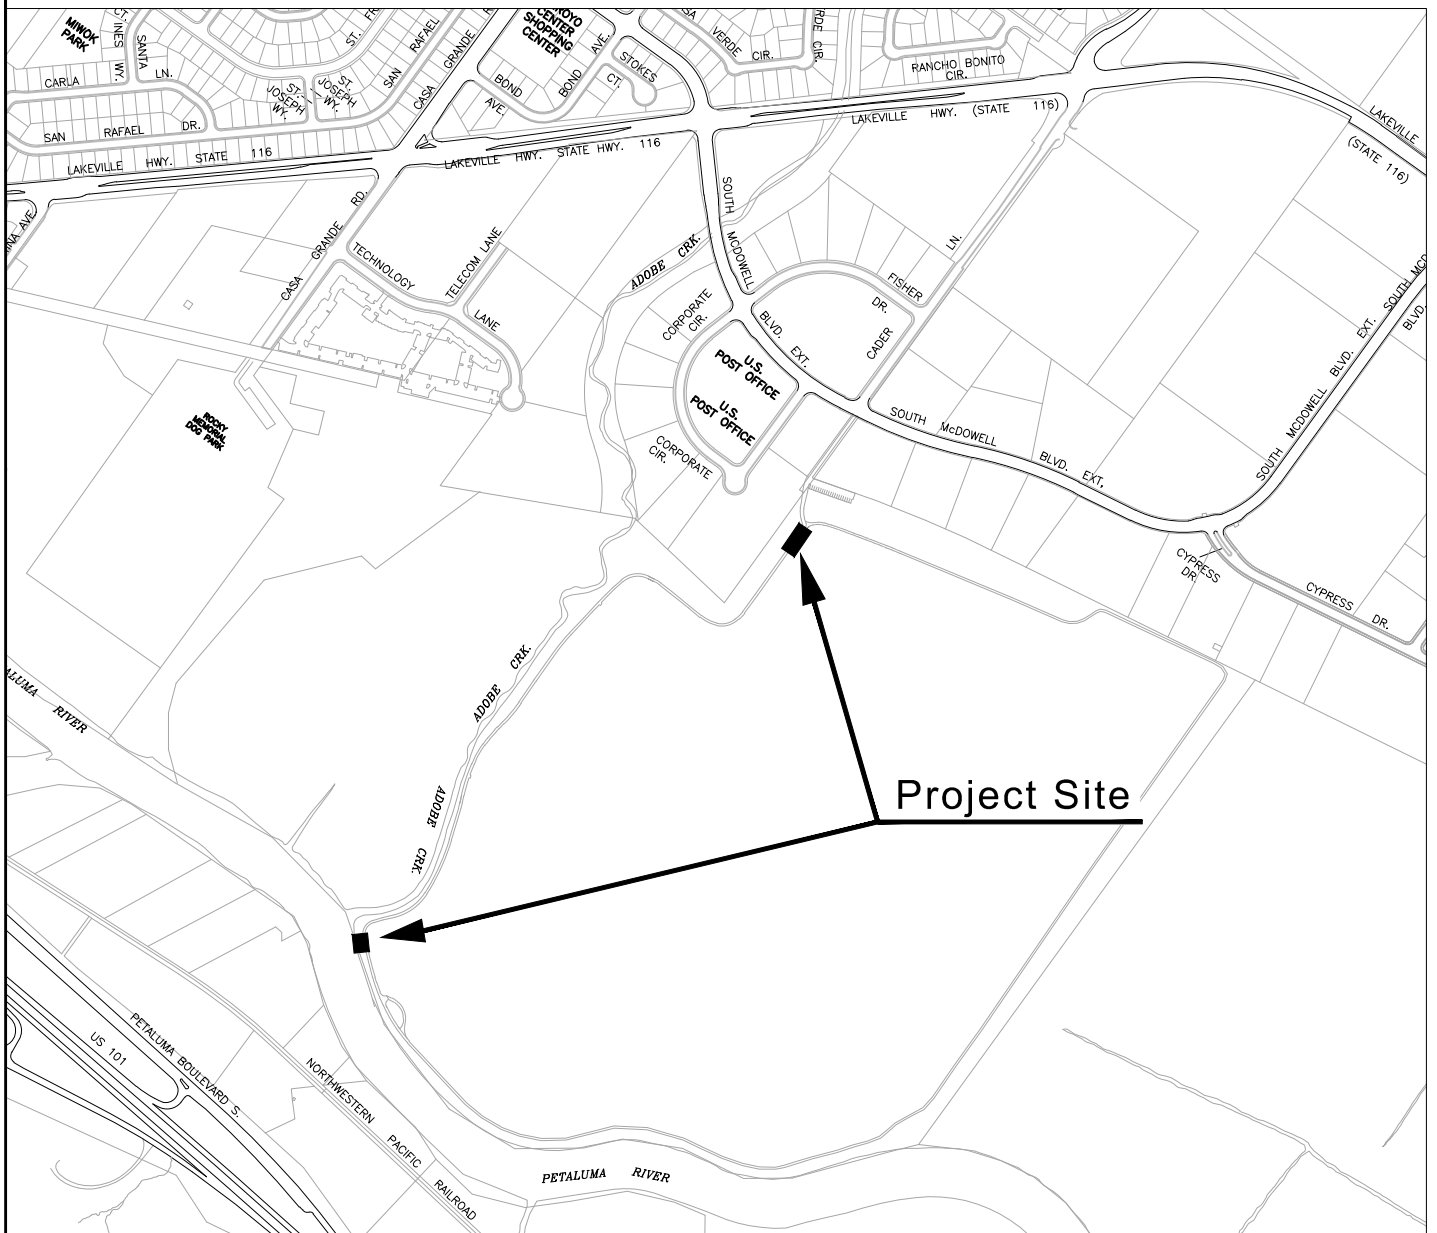 MIWOK
PARK
CT.
INES
WY.
SANTA
CARLA
LN.
SAN
RAFAEL
DR.
ST.
JOSEPH
WY.
ST.
JOSEPH
WY.
ST.
SAN
RAFAEL
CASA
GRANDE
CENTER
SHOPPING
CENTER
BOND
AVE.
BOND
AVE.
STOKES
CT.
VERDE
CIR.
CIR.
RANCHO BONITO
CIR.
LAKEVILLE HWY. STATE 116
LAKEVILLE HWY. STATE HWY. 116
LAKEVILLE HWY. (STATE 116)
LAKEVILLE
(STATE 116)
AVE.
CASA GRANDE RD.
TECHNOLOGY
LANE
TELECOM LANE
ADOBE CRK.
SOUTH
MCDOWELL
BLVD.
EXT.
CORPORATE
CIR.
U.S.
POST OFFICE
U.S.
POST OFFICE
CORPORATE
CIR.
FISHER
DR.
CADER
LN.
SOUTH McDOWELL BLVD. EXT,
SOUTH MCDOWELL BLVD. EXT.
SOUTH
BLVD.
CYPRESS
DR.
CYPRESS DR.
ROCKY
MEMORIAL
DOG PARK
ADOBE CRK.
ADOBE CRK.
RIVER
Project Site
PETALUMA BOULEVARD S.
US 101
NORTHWESTERN PACIFIC RAILROAD
PETALUMA RIVER